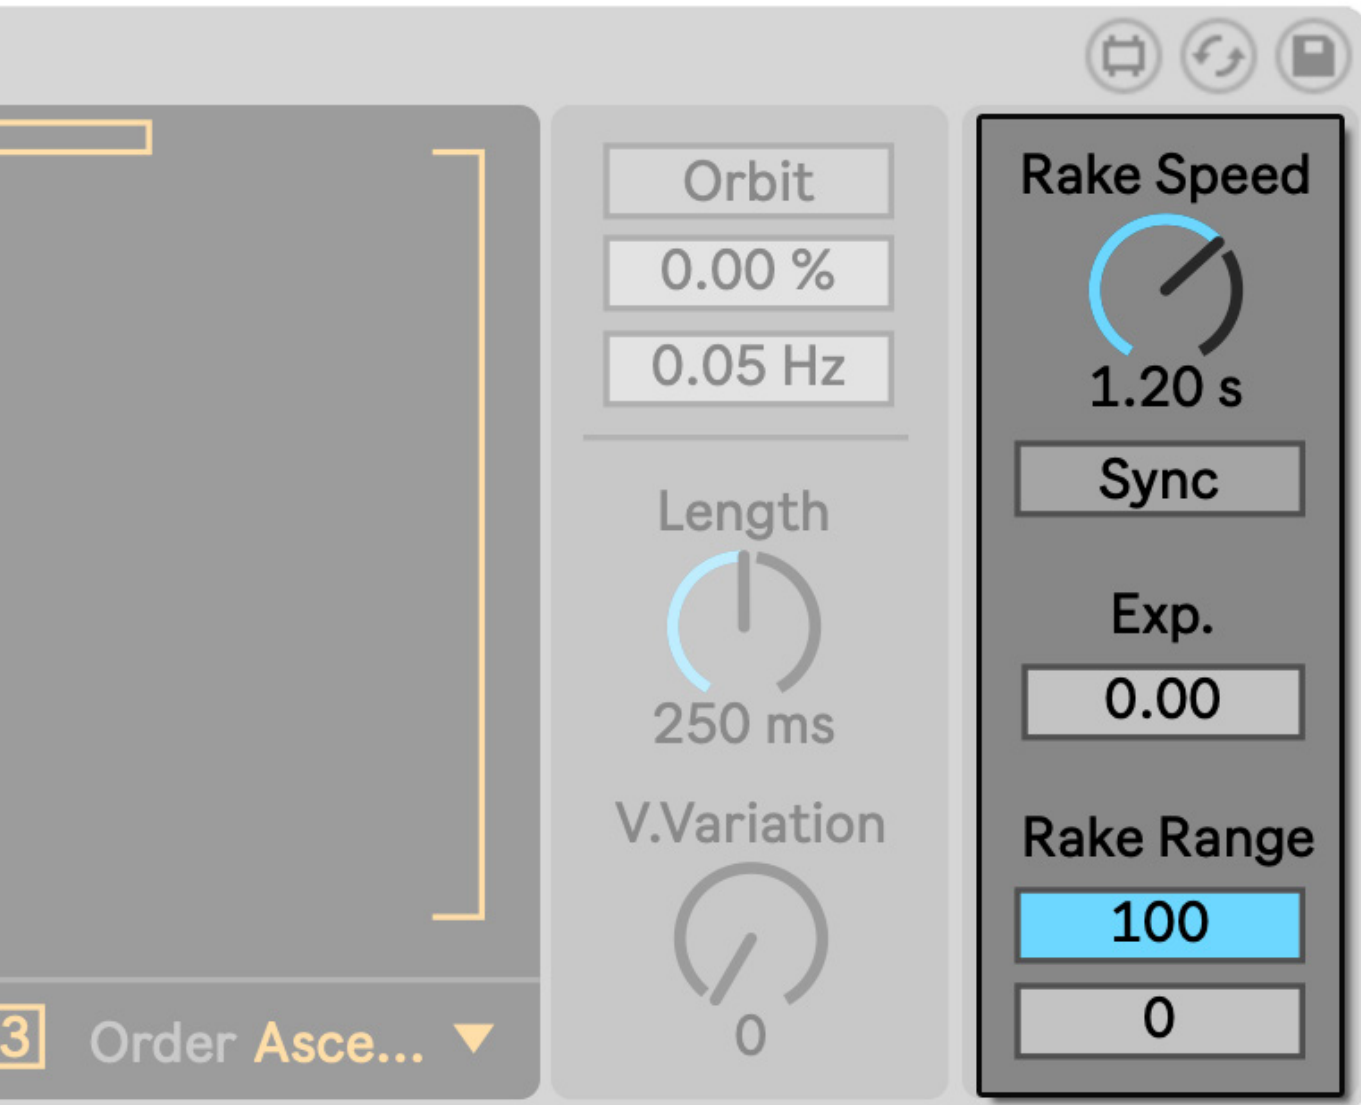 Orbit
0.00 %
0.05 Hz
Length
250 ms
V.Variation
0
Rake Speed
1.20 s
Sync
Exp.
0.00
Rake Range
100
0
3 Order Asce...